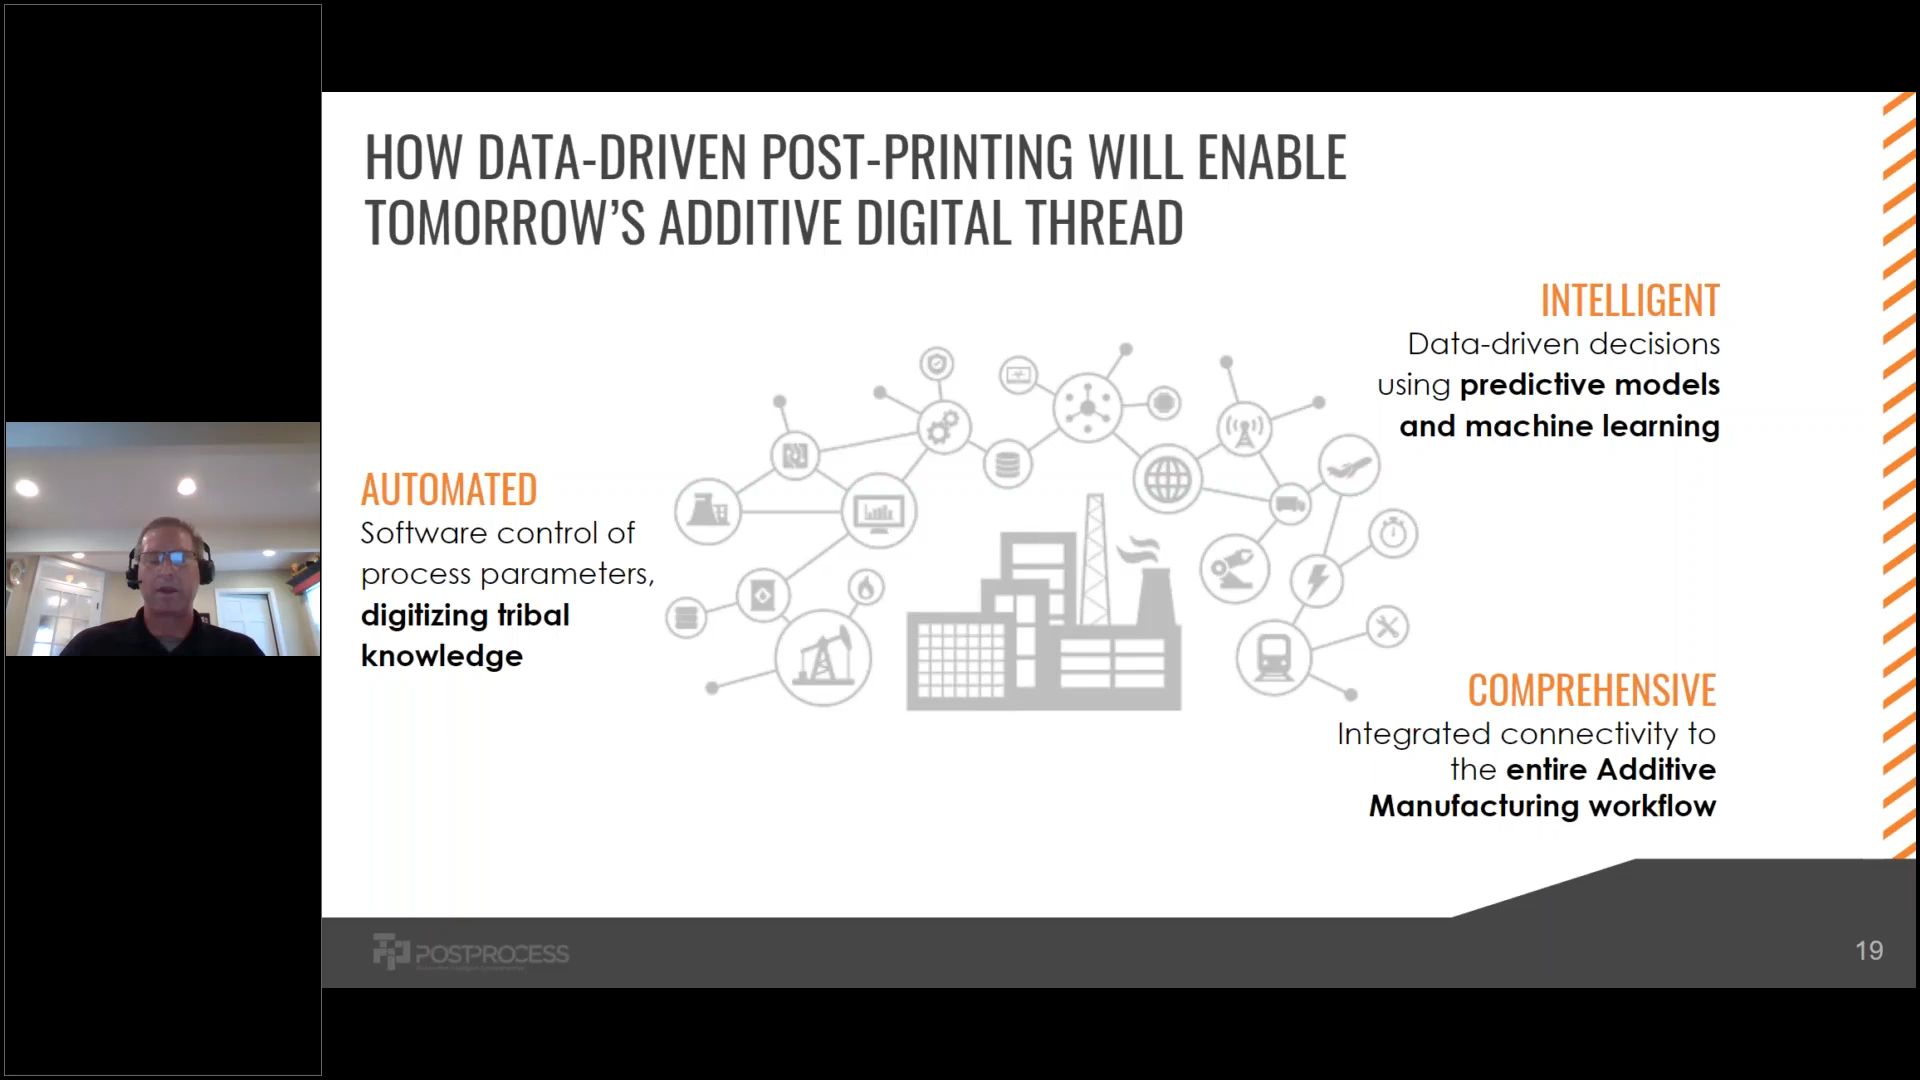 HOW DATA-DRIVEN POST-PRINTING WILL ENABLE
TOMORROW’S ADDITIVE DIGITAL THREAD
INTELLIGENT
Data-driven decisions
using predictive models
and machine learning
AUTOMATED
Software control of
process parameters,
digitizing tribal
knowledge
COMPREHENSIVE
Integrated connectivity to
the entire Additive
Manufacturing workflow
POSTPROCESS
19